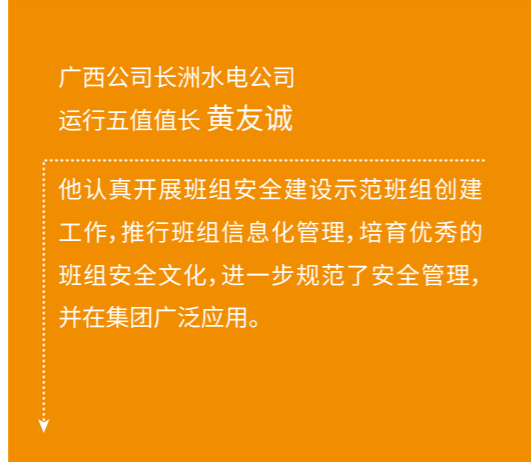 广西公司长洲水电公司
运行五值值长 黄友诚
他认真开展班组安全建设示范班组创建
工作,推行班组信息化管理,培育优秀的
班组安全文化,进一步规范了安全管理,
并在集团广泛应用。